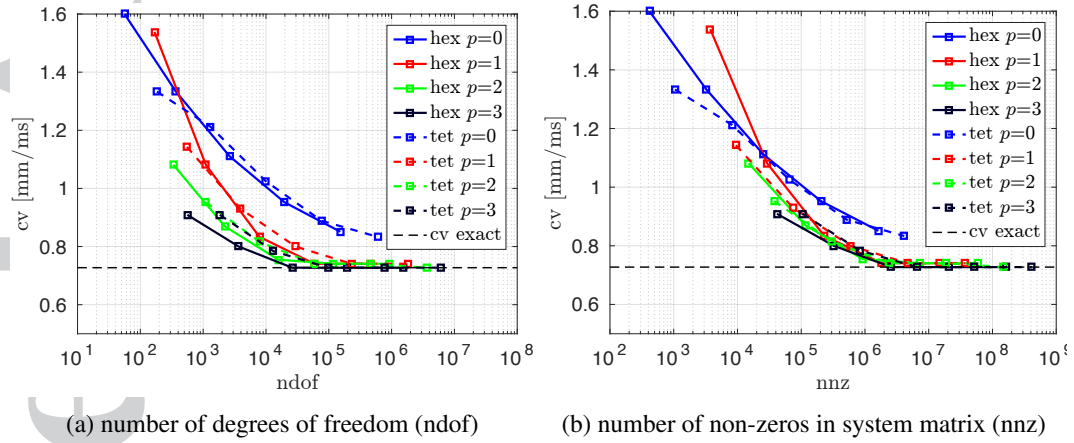 1.6
1.4
1.2
1
0.8
0.6
cv [mm/ms]
10^1
10^2
10^3
10^4
10^5
10^6
10^7
10^8
ndof
hex p=0
hex p=1
hex p=2
hex p=3
tet p=0
tet p=1
tet p=2
tet p=3
cv exact
(a) number of degrees of freedom (ndof)
1.6
1.4
1.2
1
0.8
0.6
cv [mm/ms]
10^2
10^3
10^4
10^5
10^6
10^7
10^8
10^9
nnz
hex p=0
hex p=1
hex p=2
hex p=3
tet p=0
tet p=1
tet p=2
tet p=3
cv exact
(b) number of non-zeros in system matrix (nnz)